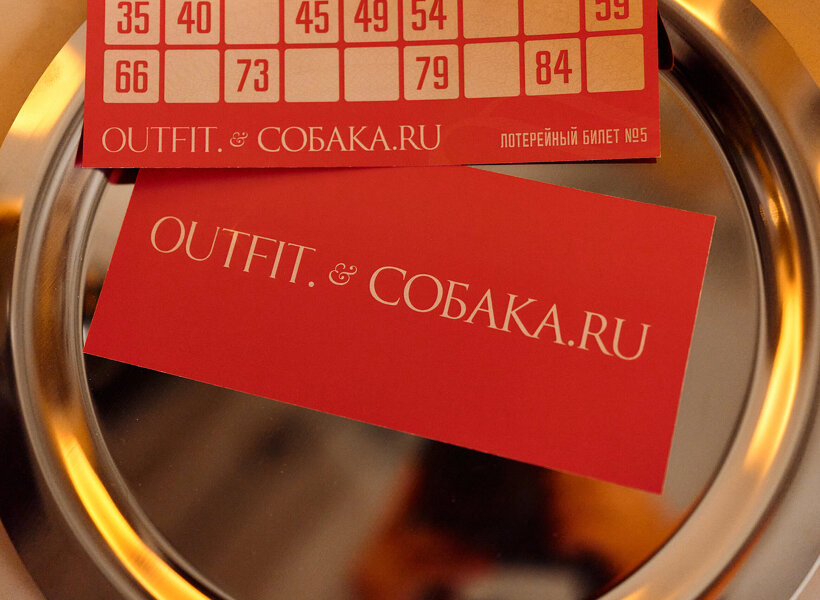 35 40 45 49 54 59
66 73 79 84
OUTFIT. & СОБАКА.RU
ЛОТЕРЕЙНЫЙ БИЛЕТ №5
OUTFIT. & СОБАКА.RU